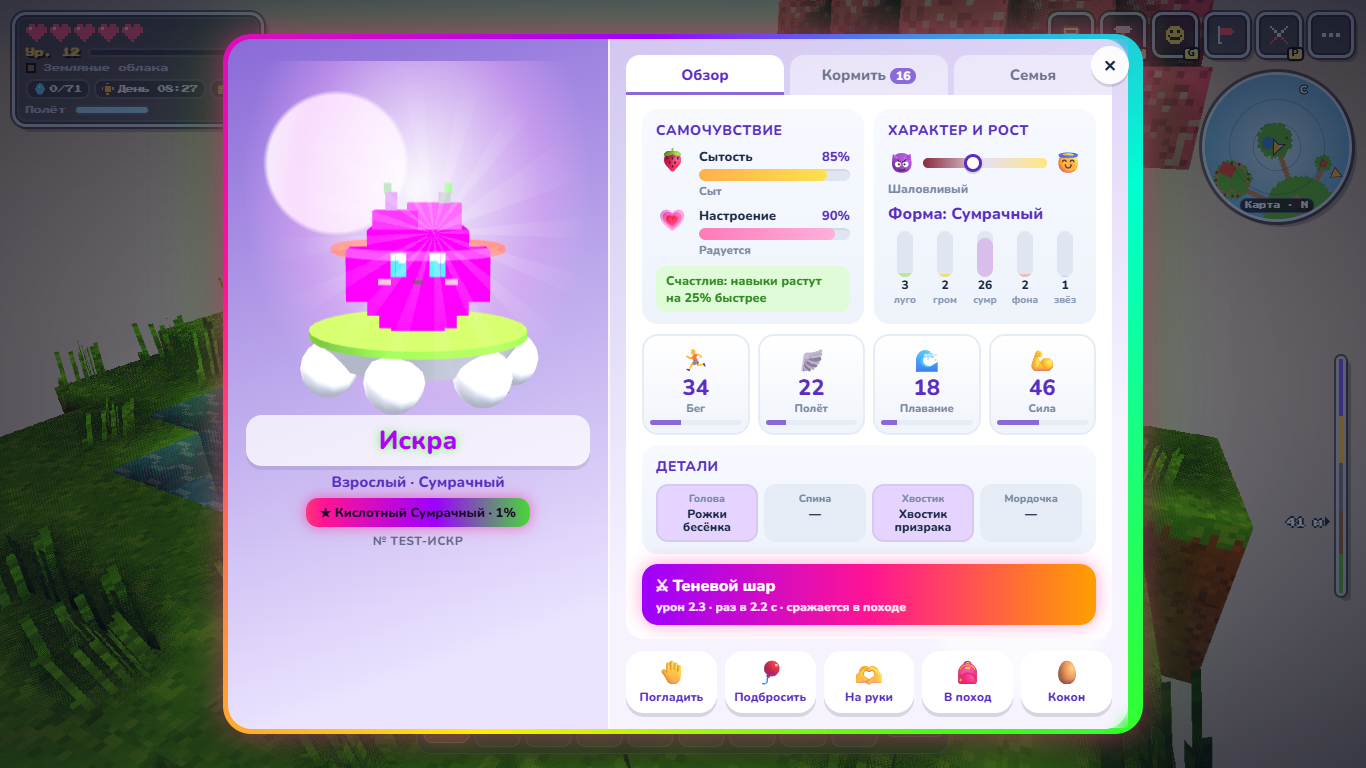 Ур. 12
Земляные облака
0/71
День 08:27
Полёт
G
P
С
Карта - M
41 м
Искра
Взрослый · Сумрачный
★ Кислотный Сумрачный · 1%
№ TEST-ИСКР
Обзор
Кормить 16
Семья
САМОЧУВСТВИЕ
Сытость 85%
Сыт
Настроение 90%
Радуется
Счастлив: навыки растут
на 25% быстрее
ХАРАКТЕР И РОСТ
Шаловливый
Форма: Сумрачный
3 2 26 2 1
луго гром сумр фона звёз
34 22 18 46
Бег Полёт Плавание Сила
ДЕТАЛИ
Голова
Рожки
бесёнка
Спина
—
Хвостик
Хвостик
призрака
Мордочка
—
Теневой шар
урон 2.3 · раз в 2.2 с · сражается в походе
Погладить
Подбросить
На руки
В поход
Кокон